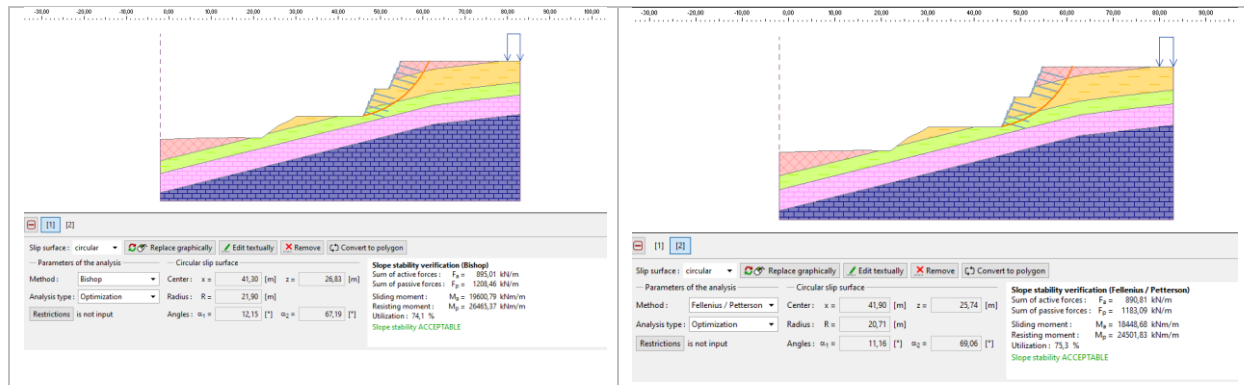 -30,00 -20,00 -10,00 0,00 10,00 20,00 30,00 40,00 50,00 60,00 70,00 80,00 90,00 100,00
[1] [2]
Slip surface : circular Replace graphically Edit textually Remove Convert to polygon
Parameters of the analysis Circular slip surface
Method : Bishop Center : x = 41,30 [m] z = 26,83 [m]
Analysis type : Optimization Radius : R = 21,90 [m]
Restrictions is not input Angles : α1 = 12,15 [°] α2 = 67,19 [°]
Slope stability verification (Bishop)
Sum of active forces : Fa = 895,01 kN/m
Sum of passive forces : Fp = 1208,46 kN/m
Sliding moment : Ma = 19600,79 kNm/m
Resisting moment : Mp = 26465,37 kNm/m
Utilization : 74,1 %
Slope stability ACCEPTABLE
-30,00 -20,00 -10,00 0,00 10,00 20,00 30,00 40,00 50,00 60,00 70,00 80,00 90,00
[1] [2]
Slip surface : circular Replace graphically Edit textually Remove Convert to polygon
Parameters of the analysis Circular slip surface
Method : Fellenius / Petterson Center : x = 41,90 [m] z = 25,74 [m]
Analysis type : Optimization Radius : R = 20,71 [m]
Restrictions is not input Angles : α1 = 11,16 [°] α2 = 69,06 [°]
Slope stability verification (Fellenius / Petterson)
Sum of active forces : Fa = 890,81 kN/m
Sum of passive forces : Fp = 1183,09 kN/m
Sliding moment : Ma = 18448,68 kNm/m
Resisting moment : Mp = 24501,83 kNm/m
Utilization : 75,3 %
Slope stability ACCEPTABLE